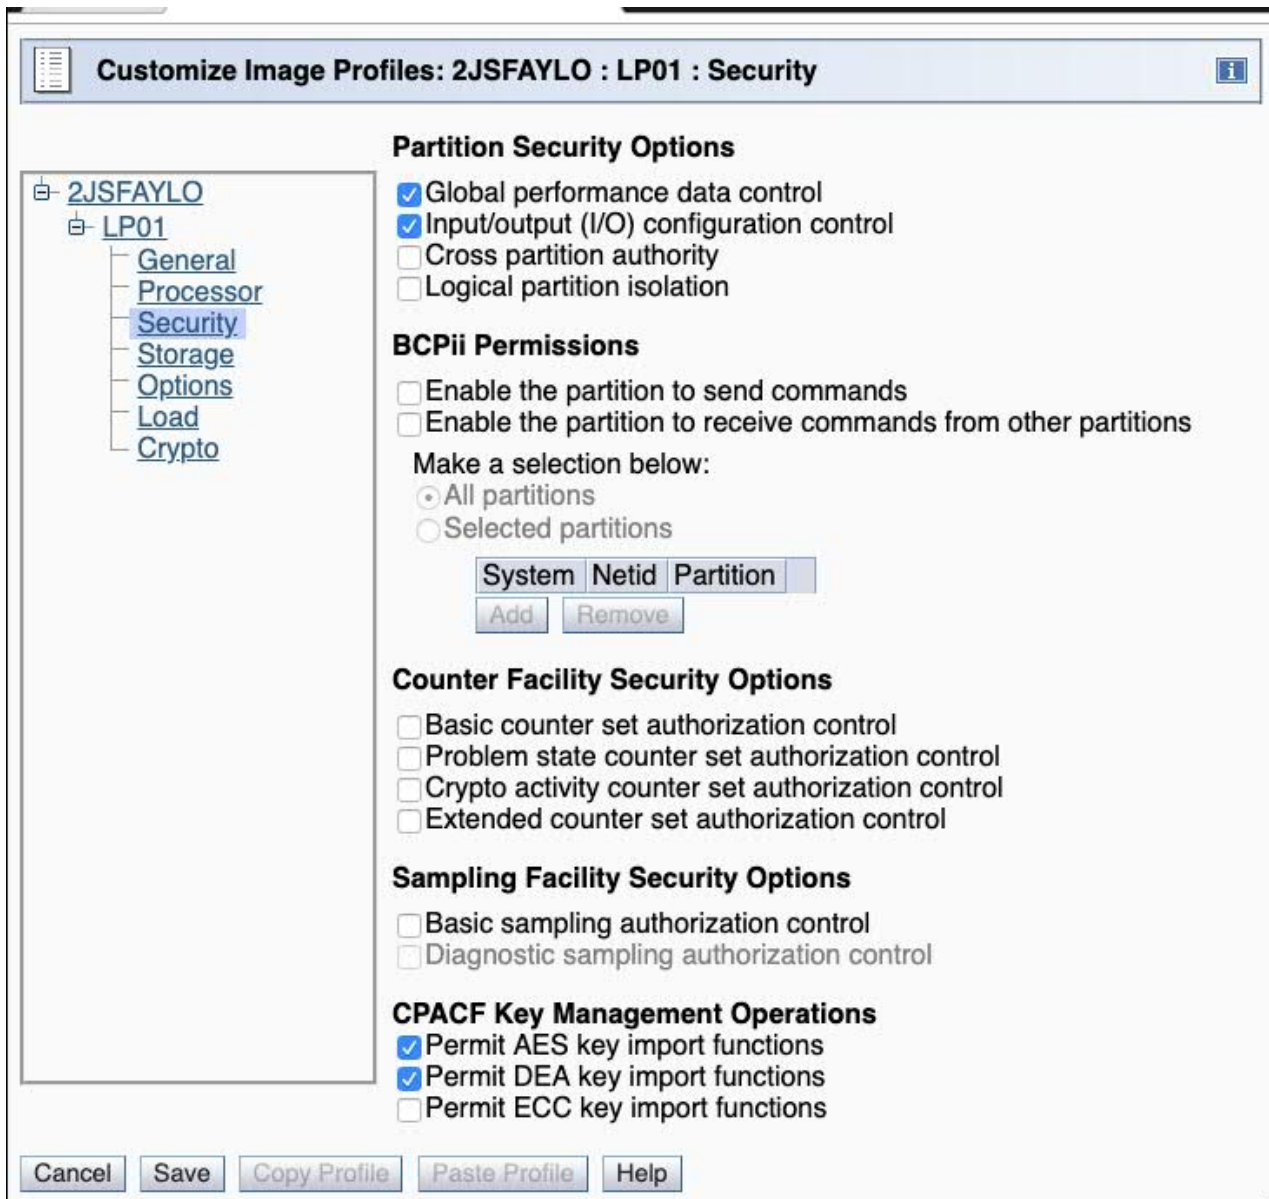 Customize Image Profiles: 2JSFAYLO : LP01 : Security
i
2JSFAYLO
LP01
General
Processor
Security
Storage
Options
Load
Crypto
Partition Security Options
Global performance data control
Input/output (I/O) configuration control
Cross partition authority
Logical partition isolation
BCPii Permissions
Enable the partition to send commands
Enable the partition to receive commands from other partitions
Make a selection below:
All partitions
Selected partitions
System Netid Partition
Add Remove
Counter Facility Security Options
Basic counter set authorization control
Problem state counter set authorization control
Crypto activity counter set authorization control
Extended counter set authorization control
Sampling Facility Security Options
Basic sampling authorization control
Diagnostic sampling authorization control
CPACF Key Management Operations
Permit AES key import functions
Permit DEA key import functions
Permit ECC key import functions
Cancel Save Copy Profile Paste Profile Help